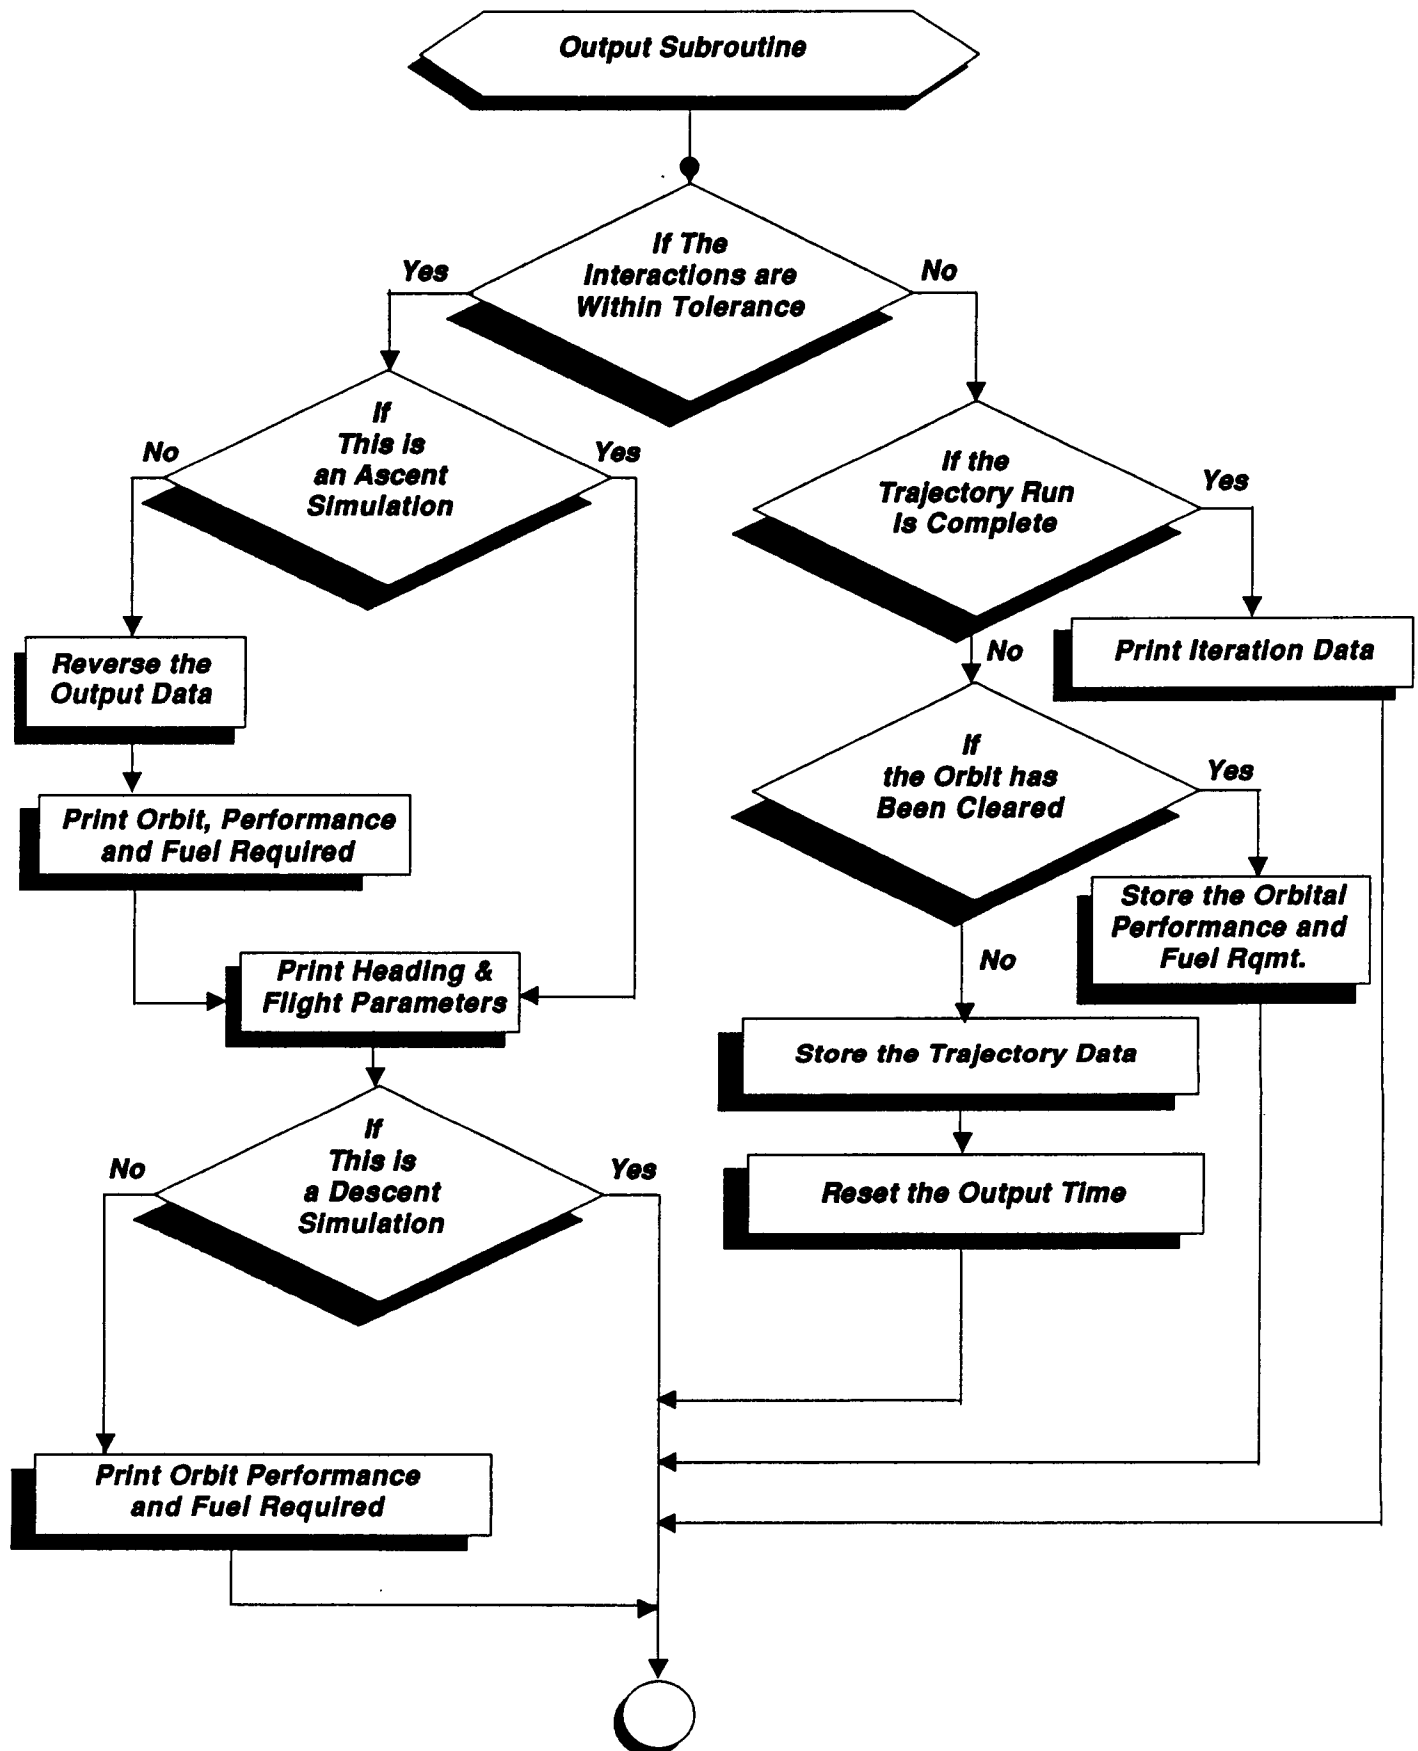 Output Subroutine
If The
Interactions are
Within Tolerance
Yes
No
If
This is
an Ascent
Simulation
No
Yes
If the
Trajectory Run
Is Complete
Yes
No
Print Iteration Data
Reverse the
Output Data
If
the Orbit has
Been Cleared
Yes
No
Print Orbit, Performance
and Fuel Required
Store the Orbital
Performance and
Fuel Rqmt.
Print Heading &
Flight Parameters
Store the Trajectory Data
If
This is
a Descent
Simulation
No
Yes
Reset the Output Time
Print Orbit Performance
and Fuel Required